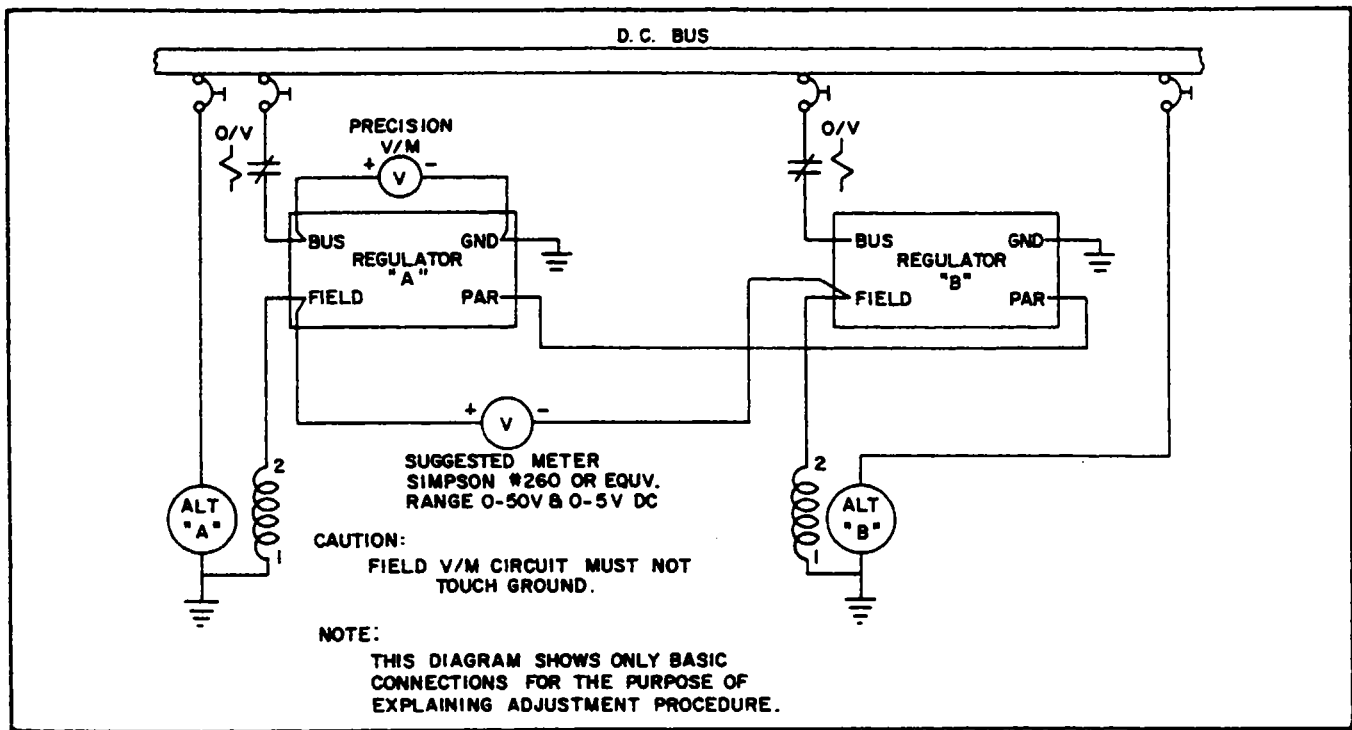 D.C. BUS
O/V
PRECISION
V/M
+ V -
O/V
BUS GND
REGULATOR
"A"
FIELD PAR
BUS GND
REGULATOR
"B"
FIELD PAR
+ V -
SUGGESTED METER
SIMPSON #260 OR EQUV.
RANGE 0-50V & 0-5V DC
2
ALT
"A"
1
2
ALT
"B"
1
CAUTION:
FIELD V/M CIRCUIT MUST NOT
TOUCH GROUND.
NOTE:
THIS DIAGRAM SHOWS ONLY BASIC
CONNECTIONS FOR THE PURPOSE OF
EXPLAINING ADJUSTMENT PROCEDURE.